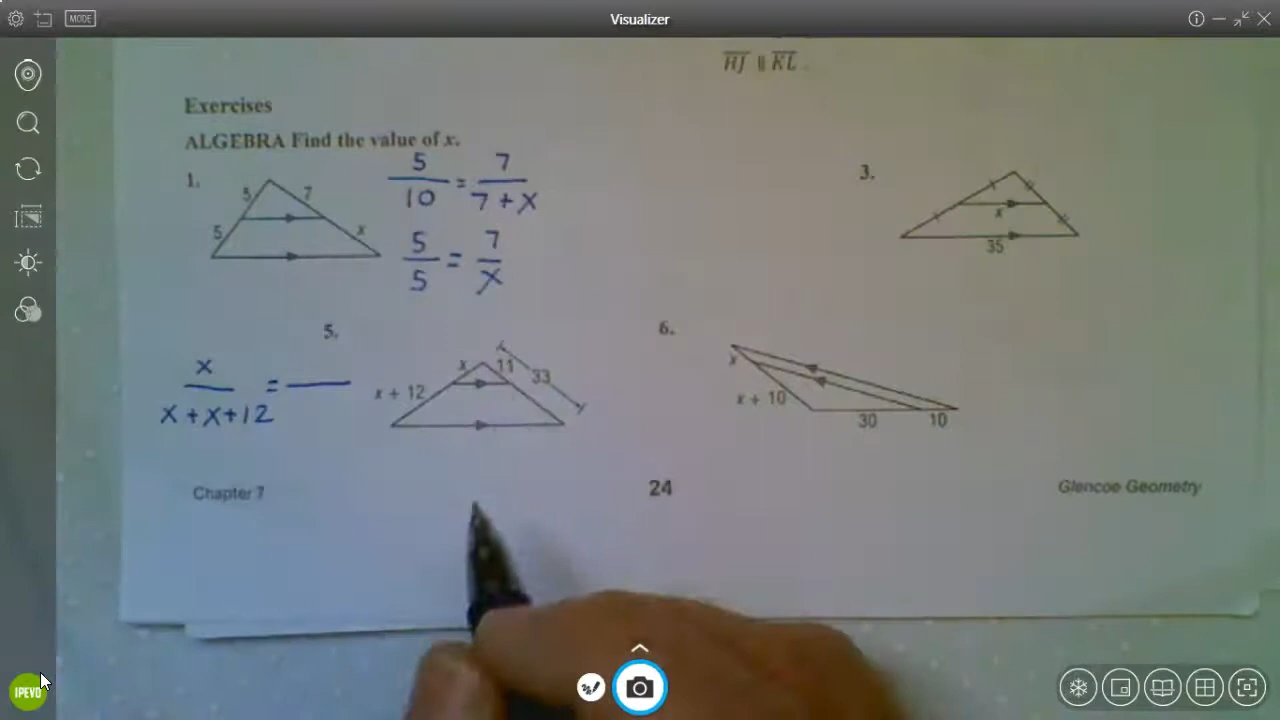 MODE
Visualizer
HJ || KL
Exercises
ALGEBRA Find the value of x.
1.
5
7
5
x
5/10 = 7/7+x
5/5 = 7/x
3.
x
35
5.
x/x+x+12 =
x
11
33
x + 12
6.
x
x + 10
30
10
Chapter 7
24
Glencoe Geometry
IPEVO